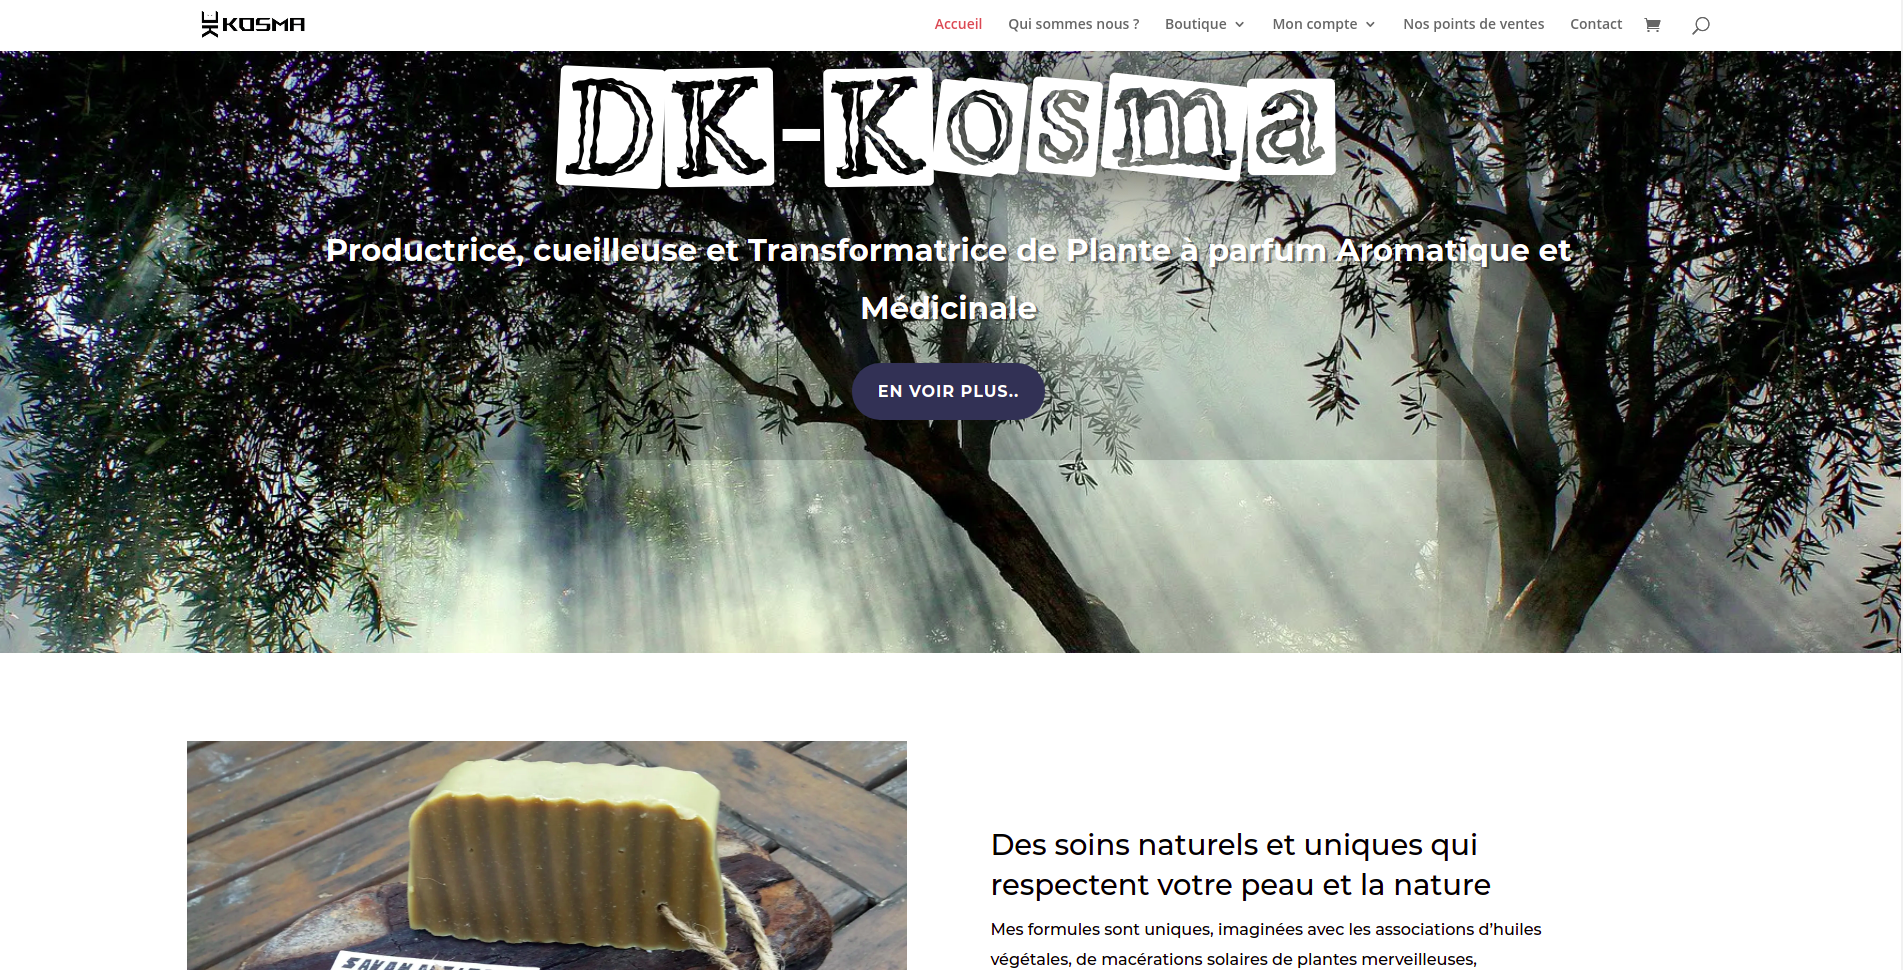 DK KOSMA
Accueil
Qui sommes nous ?
Boutique
Mon compte
Nos points de ventes
Contact
DK-Kosma
Productrice, cueilleuse et Transformatrice de Plante à parfum Aromatique et
Médicinale
EN VOIR PLUS..
Des soins naturels et uniques qui
respectent votre peau et la nature
Mes formules sont uniques, imaginées avec les associations d’huiles
végétales, de macérations solaires de plantes merveilleuses,